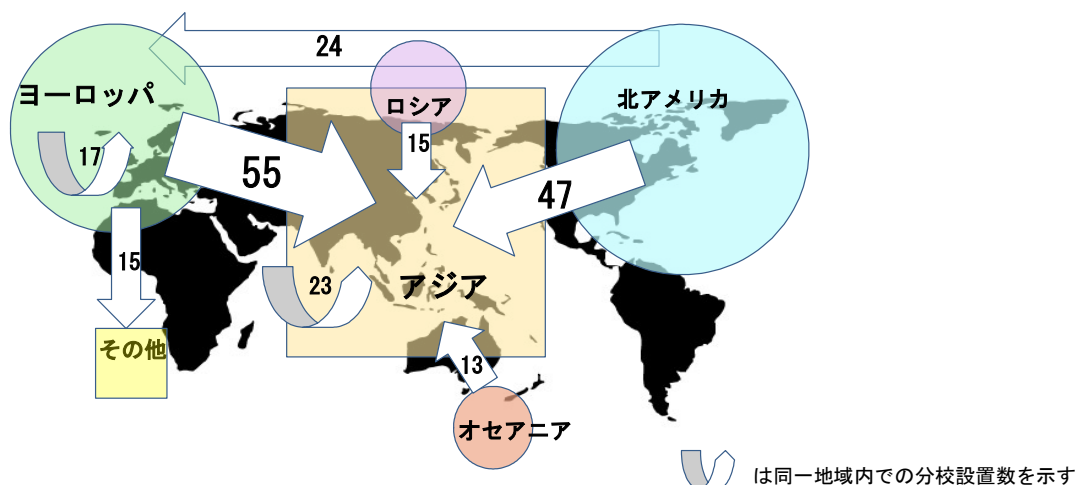 24
ヨーロッパ
ロシア
北アメリカ
17
55
15
47
15
23
アジア
その他
13
オセアニア
は同一地域内での分校設置数を示す